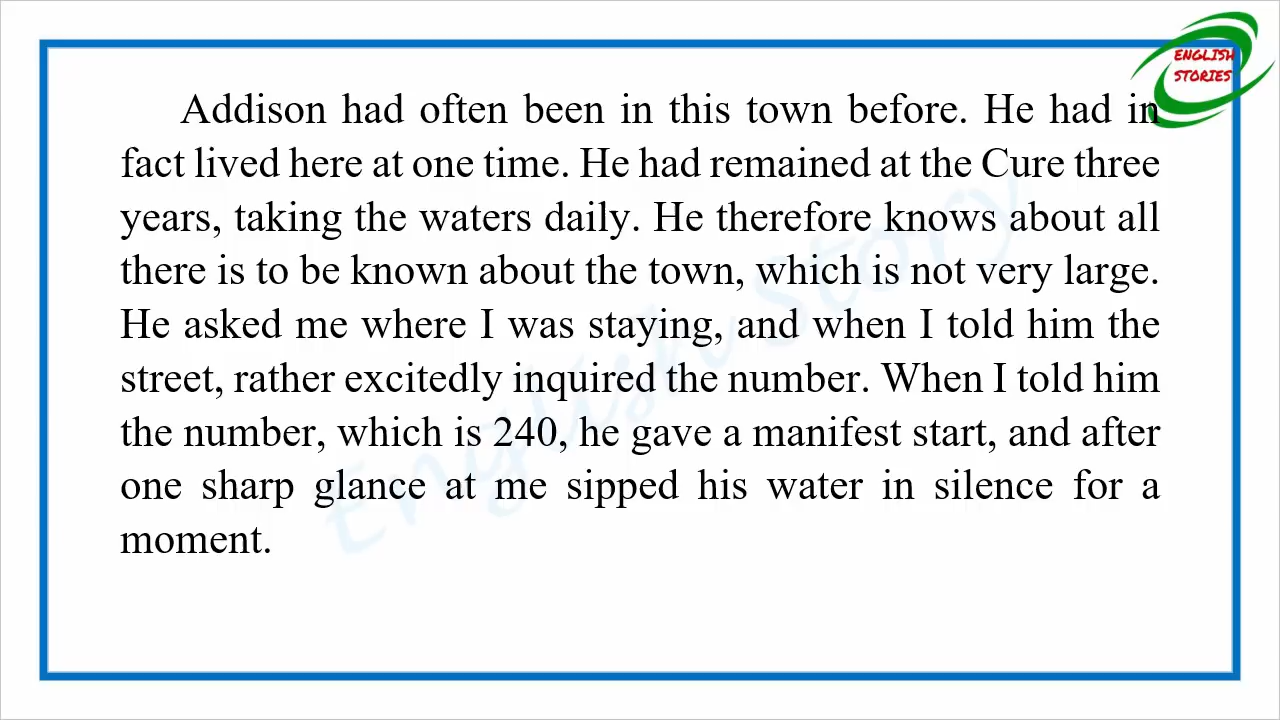 ENGLISH
STORIES
Addison had often been in this town before. He had in
fact lived here at one time. He had remained at the Cure three
years, taking the waters daily. He therefore knows about all
there is to be known about the town, which is not very large.
He asked me where I was staying, and when I told him the
street, rather excitedly inquired the number. When I told him
the number, which is 240, he gave a manifest start, and after
one sharp glance at me sipped his water in silence for a
moment.
English Story